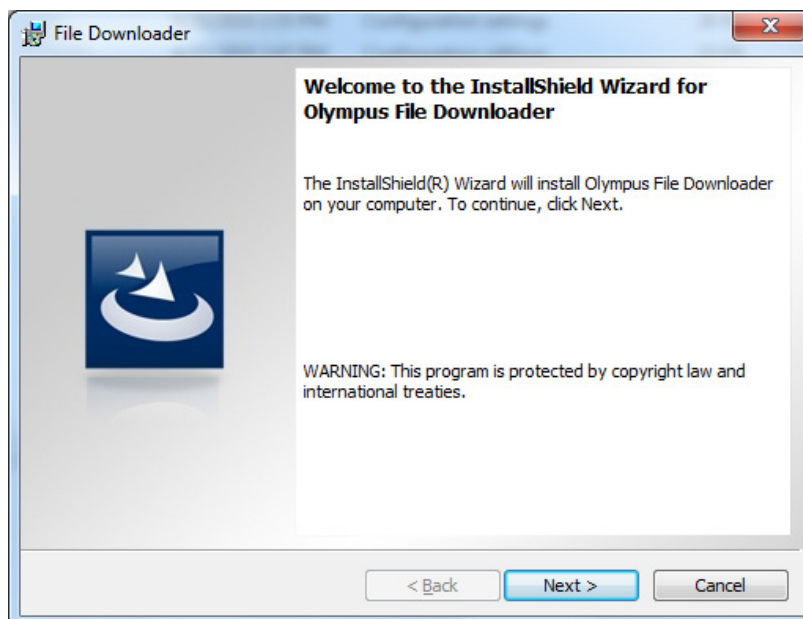 File Downloader
Welcome to the InstallShield Wizard for
Olympus File Downloader
The InstallShield(R) Wizard will install Olympus File Downloader
on your computer. To continue, click Next.
WARNING: This program is protected by copyright law and
international treaties.
< Back
Next >
Cancel